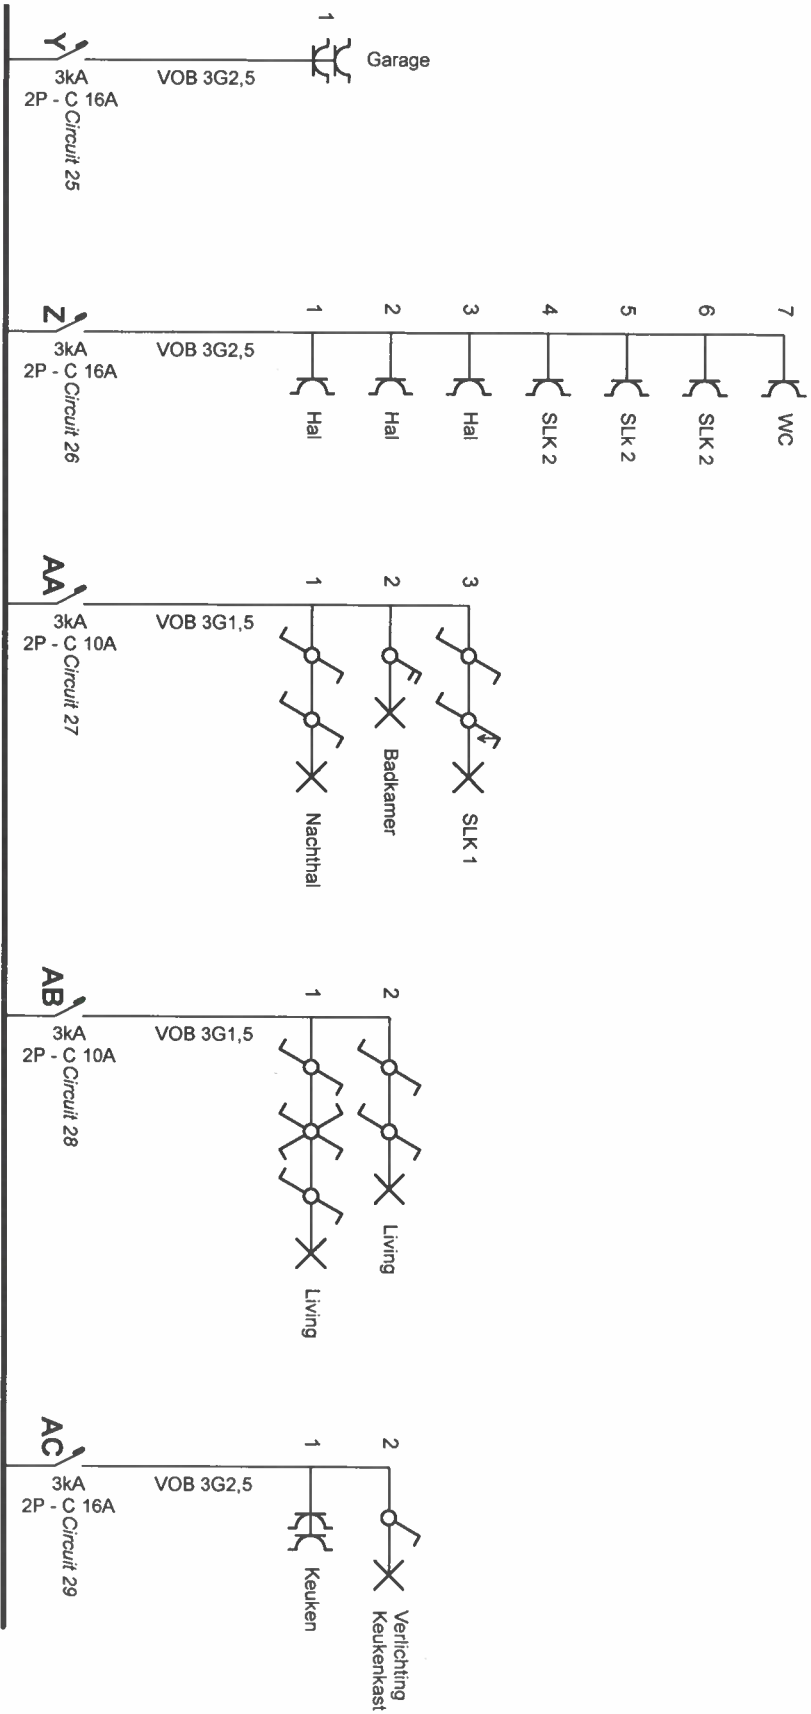 1
Y
Garage
3kA
VOB 3G2,5
2P - C 16A
Circuit 25
Z
1
2
3
4
5
6
7
3kA
VOB 3G2,5
2P - C 16A
Circuit 26
Hal
Hal
Hal
SLK 2
SLk 2
SLK 2
WC
AA
1
2
3
3kA
VOB 3G1,5
2P - C 10A
Circuit 27
Nachthal
Badkamer
SLK 1
AB
1
2
3kA
VOB 3G1,5
2P - C 10A
Circuit 28
Living
Living
AC
1
2
3kA
VOB 3G2,5
2P - C 16A
Circuit 29
Keuken
Verlichting
Keukenkast